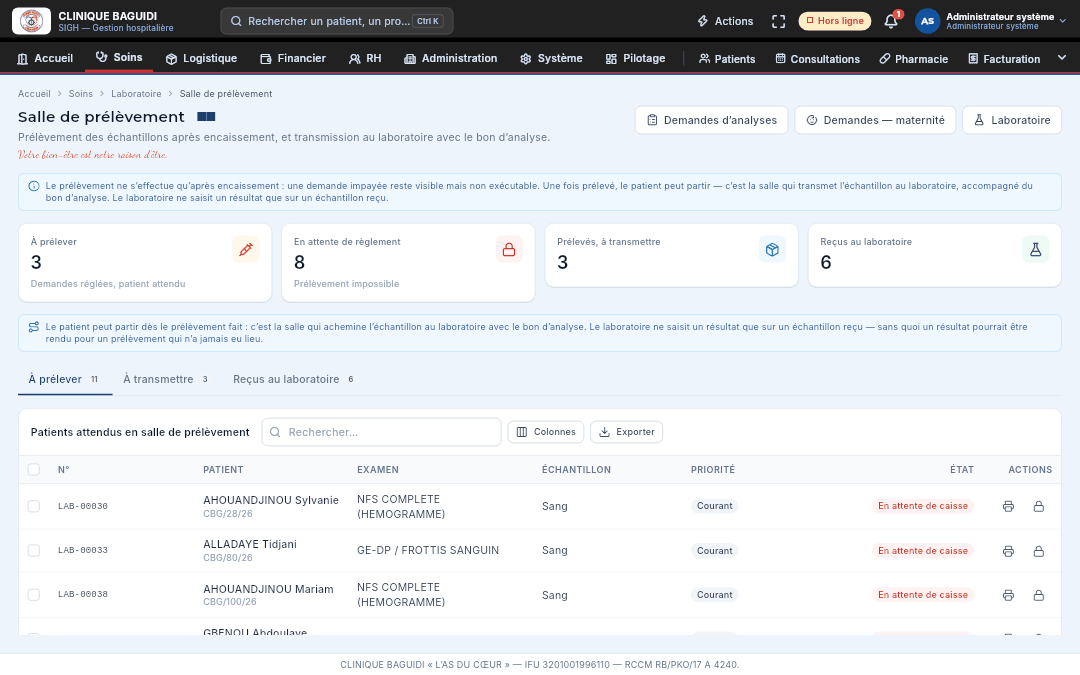 CLINIQUE BAGUIDI
SIGH — Gestion hospitalière
Rechercher un patient, un pro... Ctrl K
Actions
Hors ligne
1
AS
Administrateur système
Administrateur système
Accueil Soins Logistique Financier RH Administration Système Pilotage Patients Consultations Pharmacie Facturation
Accueil > Soins > Laboratoire > Salle de prélèvement
Salle de prélèvement
Prélèvement des échantillons après encaissement, et transmission au laboratoire avec le bon d'analyse.
Votre bien-être est notre raison d'être.
Demandes d'analyses Demandes — maternité Laboratoire
Le prélèvement ne s'effectue qu'après encaissement : une demande impayée reste visible mais non exécutable. Une fois prélevé, le patient peut partir — c'est la salle qui transmet l'échantillon au laboratoire, accompagné du
bon d'analyse. Le laboratoire ne saisit un résultat que sur un échantillon reçu.
À prélever
3
Demandes réglées, patient attendu
En attente de règlement
8
Prélèvement impossible
Prélevés, à transmettre
3
Reçus au laboratoire
6
Le patient peut partir dès le prélèvement fait : c'est la salle qui achemine l'échantillon au laboratoire avec le bon d'analyse. Le laboratoire ne saisit un résultat que sur un échantillon reçu — sans quoi un résultat pourrait être
rendu pour un prélèvement qui n'a jamais eu lieu.
À prélever 11 À transmettre 3 Reçus au laboratoire 6
Patients attendus en salle de prélèvement Rechercher... Colonnes Exporter
N° PATIENT EXAMEN ÉCHANTILLON PRIORITÉ ÉTAT ACTIONS
LAB-00030 AHOUANDJINOU Sylvanie CBG/28/26 NFS COMPLETE (HEMOGRAMME) Sang Courant En attente de caisse
LAB-00033 ALLADAYE Tidjani CBG/80/26 GE-DP / FROTTIS SANGUIN Sang Courant En attente de caisse
LAB-00038 AHOUANDJINOU Mariam CBG/100/26 NFS COMPLETE (HEMOGRAMME) Sang Courant En attente de caisse
GBENOU Abdoulaye
CLINIQUE BAGUIDI « L'AS DU CŒUR » — IFU 3201001996110 — RCCM RB/PKO/17 A 4240.